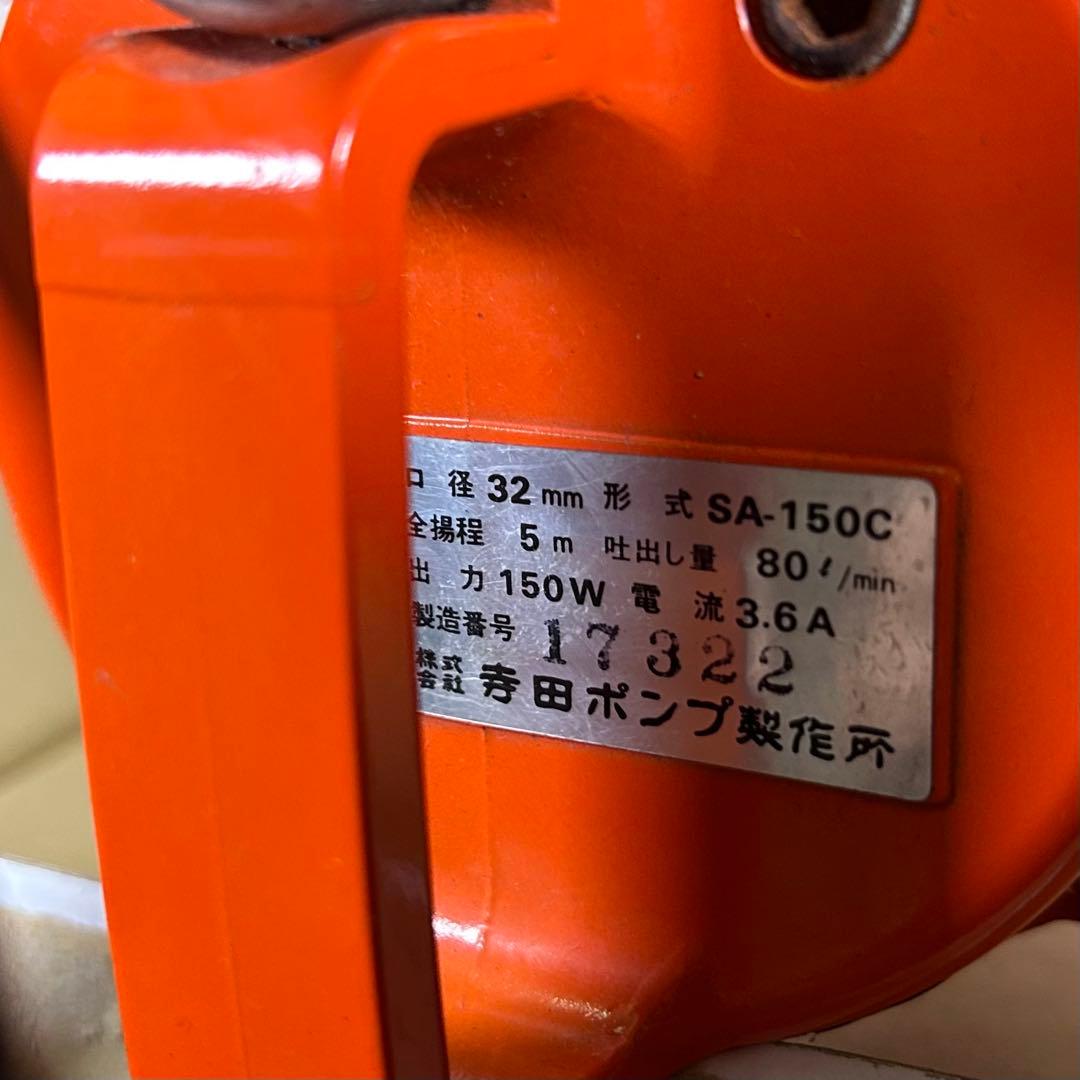 口径 32 mm 形式 SA-150C
全揚程 5 m 吐出し量 80 ℓ/min
出力 150W 電流 3.6A
製造番号 17322
株式会社 寺田ポンプ製作所